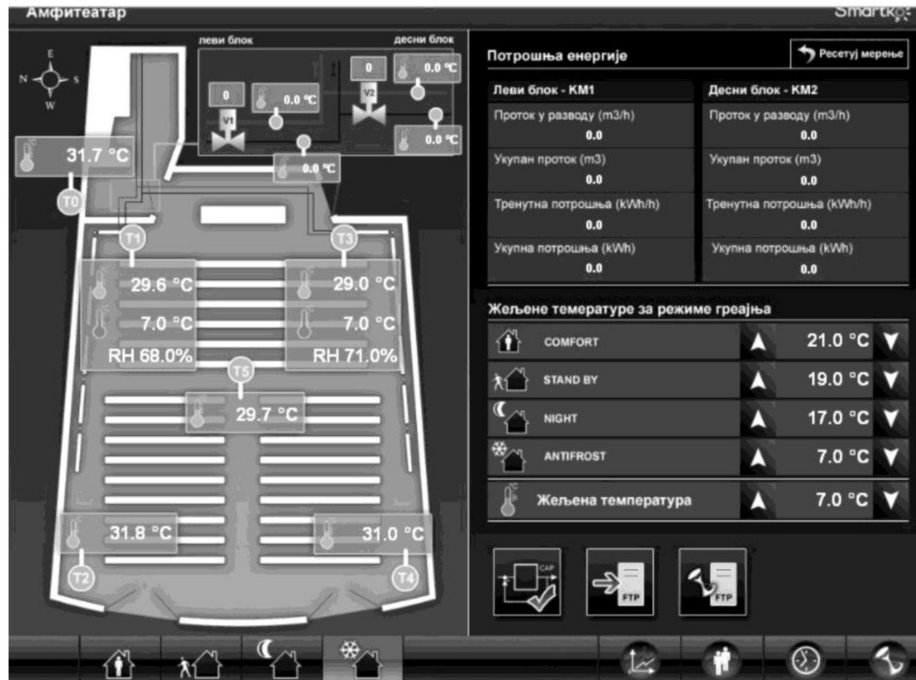 Амфитеатар
Smartko
леви блок
десни блок
E
N
S
W
0
V1
0.0 ℃
0
V2
0.0 ℃
0.0 ℃
0.0 ℃
31.7 °C
T0
T1
T3
29.6 °C
7.0 °C
RH 68.0%
29.0 °C
7.0 °C
RH 71.0%
T5
29.7 °C
31.8 °C
T2
31.0 °C
T4
Потрошња енергије
Ресетуј мерење
Леви блок - KM1
Десни блок - KM2
Проток у разводу (m3/h)
Проток у разводу (m3/h)
0.0
0.0
Укупан проток (m3)
Укупан проток (m3)
0.0
0.0
Тренутна потрошња (kWh/h)
Тренутна потрошња (kWh/h)
0.0
0.0
Укупна потрошња (kWh)
Укупна потрошња (kWh)
0.0
0.0
Жељене темературе за режиме греајња
COMFORT
21.0 °C
STAND BY
19.0 °C
NIGHT
17.0 °C
ANTIFROST
7.0 °C
Жељена температура
7.0 °C
CAP
FTP
FTP